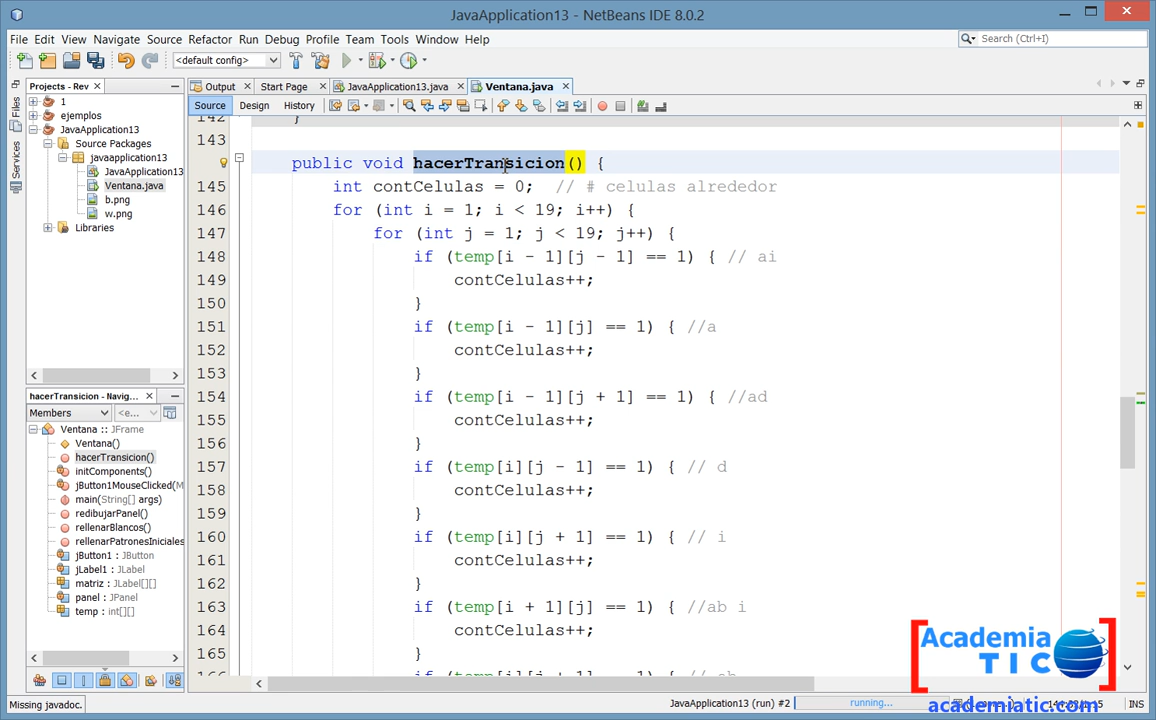 JavaApplication13 - NetBeans IDE 8.0.2
File Edit View Navigate Source Refactor Run Debug Profile Team Tools Window Help
Search (Ctrl+I)
<default config>
Projects - Rev
Output
Start Page
JavaApplication13.java
Ventana.java
Source Design History
Files
Services
1
ejemplos
JavaApplication13
Source Packages
javaapplication13
JavaApplication13
Ventana.java
b.png
w.png
Libraries
hacerTransicion - Navig...
Members
<e...
Ventana :: JFrame
Ventana()
hacerTransicion()
initComponents()
jButton1MouseClicked(M
main(String[] args)
redibujarPanel()
rellenarBlancos()
rellenarPatronesIniciales
jButton1 : JButton
jLabel1 : JLabel
matriz : JLabel[][]
panel : JPanel
temp : int[][]
142 }
143
public void hacerTransicion() {
145 int contCelulas = 0; // # celulas alrededor
146 for (int i = 1; i < 19; i++) {
147 for (int j = 1; j < 19; j++) {
148 if (temp[i - 1][j - 1] == 1) { // ai
149 contCelulas++;
150 }
151 if (temp[i - 1][j] == 1) { //a
152 contCelulas++;
153 }
154 if (temp[i - 1][j + 1] == 1) { //ad
155 contCelulas++;
156 }
157 if (temp[i][j - 1] == 1) { // d
158 contCelulas++;
159 }
160 if (temp[i][j + 1] == 1) { // i
161 contCelulas++;
162 }
163 if (temp[i + 1][j] == 1) { //ab i
164 contCelulas++;
165 }
166
Academia
TIC
academiatic.com
Missing javadoc.
JavaApplication13 (run) #2
running...
INS